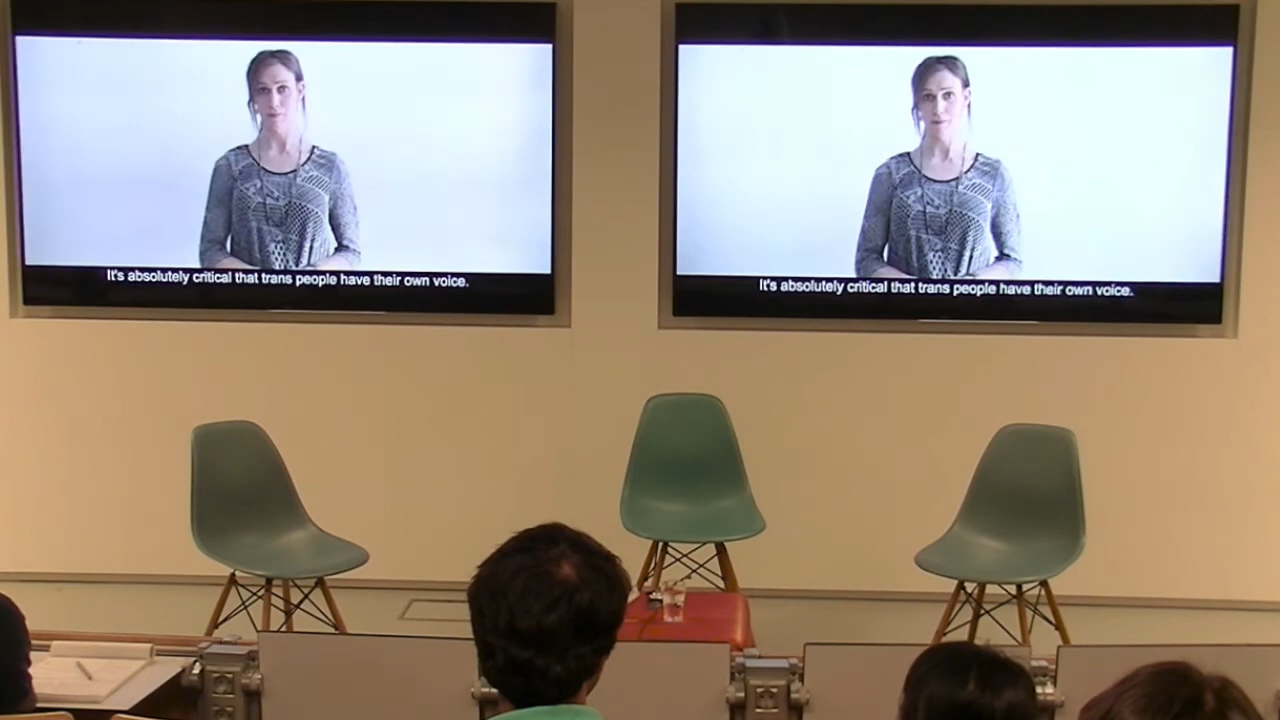 It's absolutely critical that trans people have their own voice.
It's absolutely critical that trans people have their own voice.